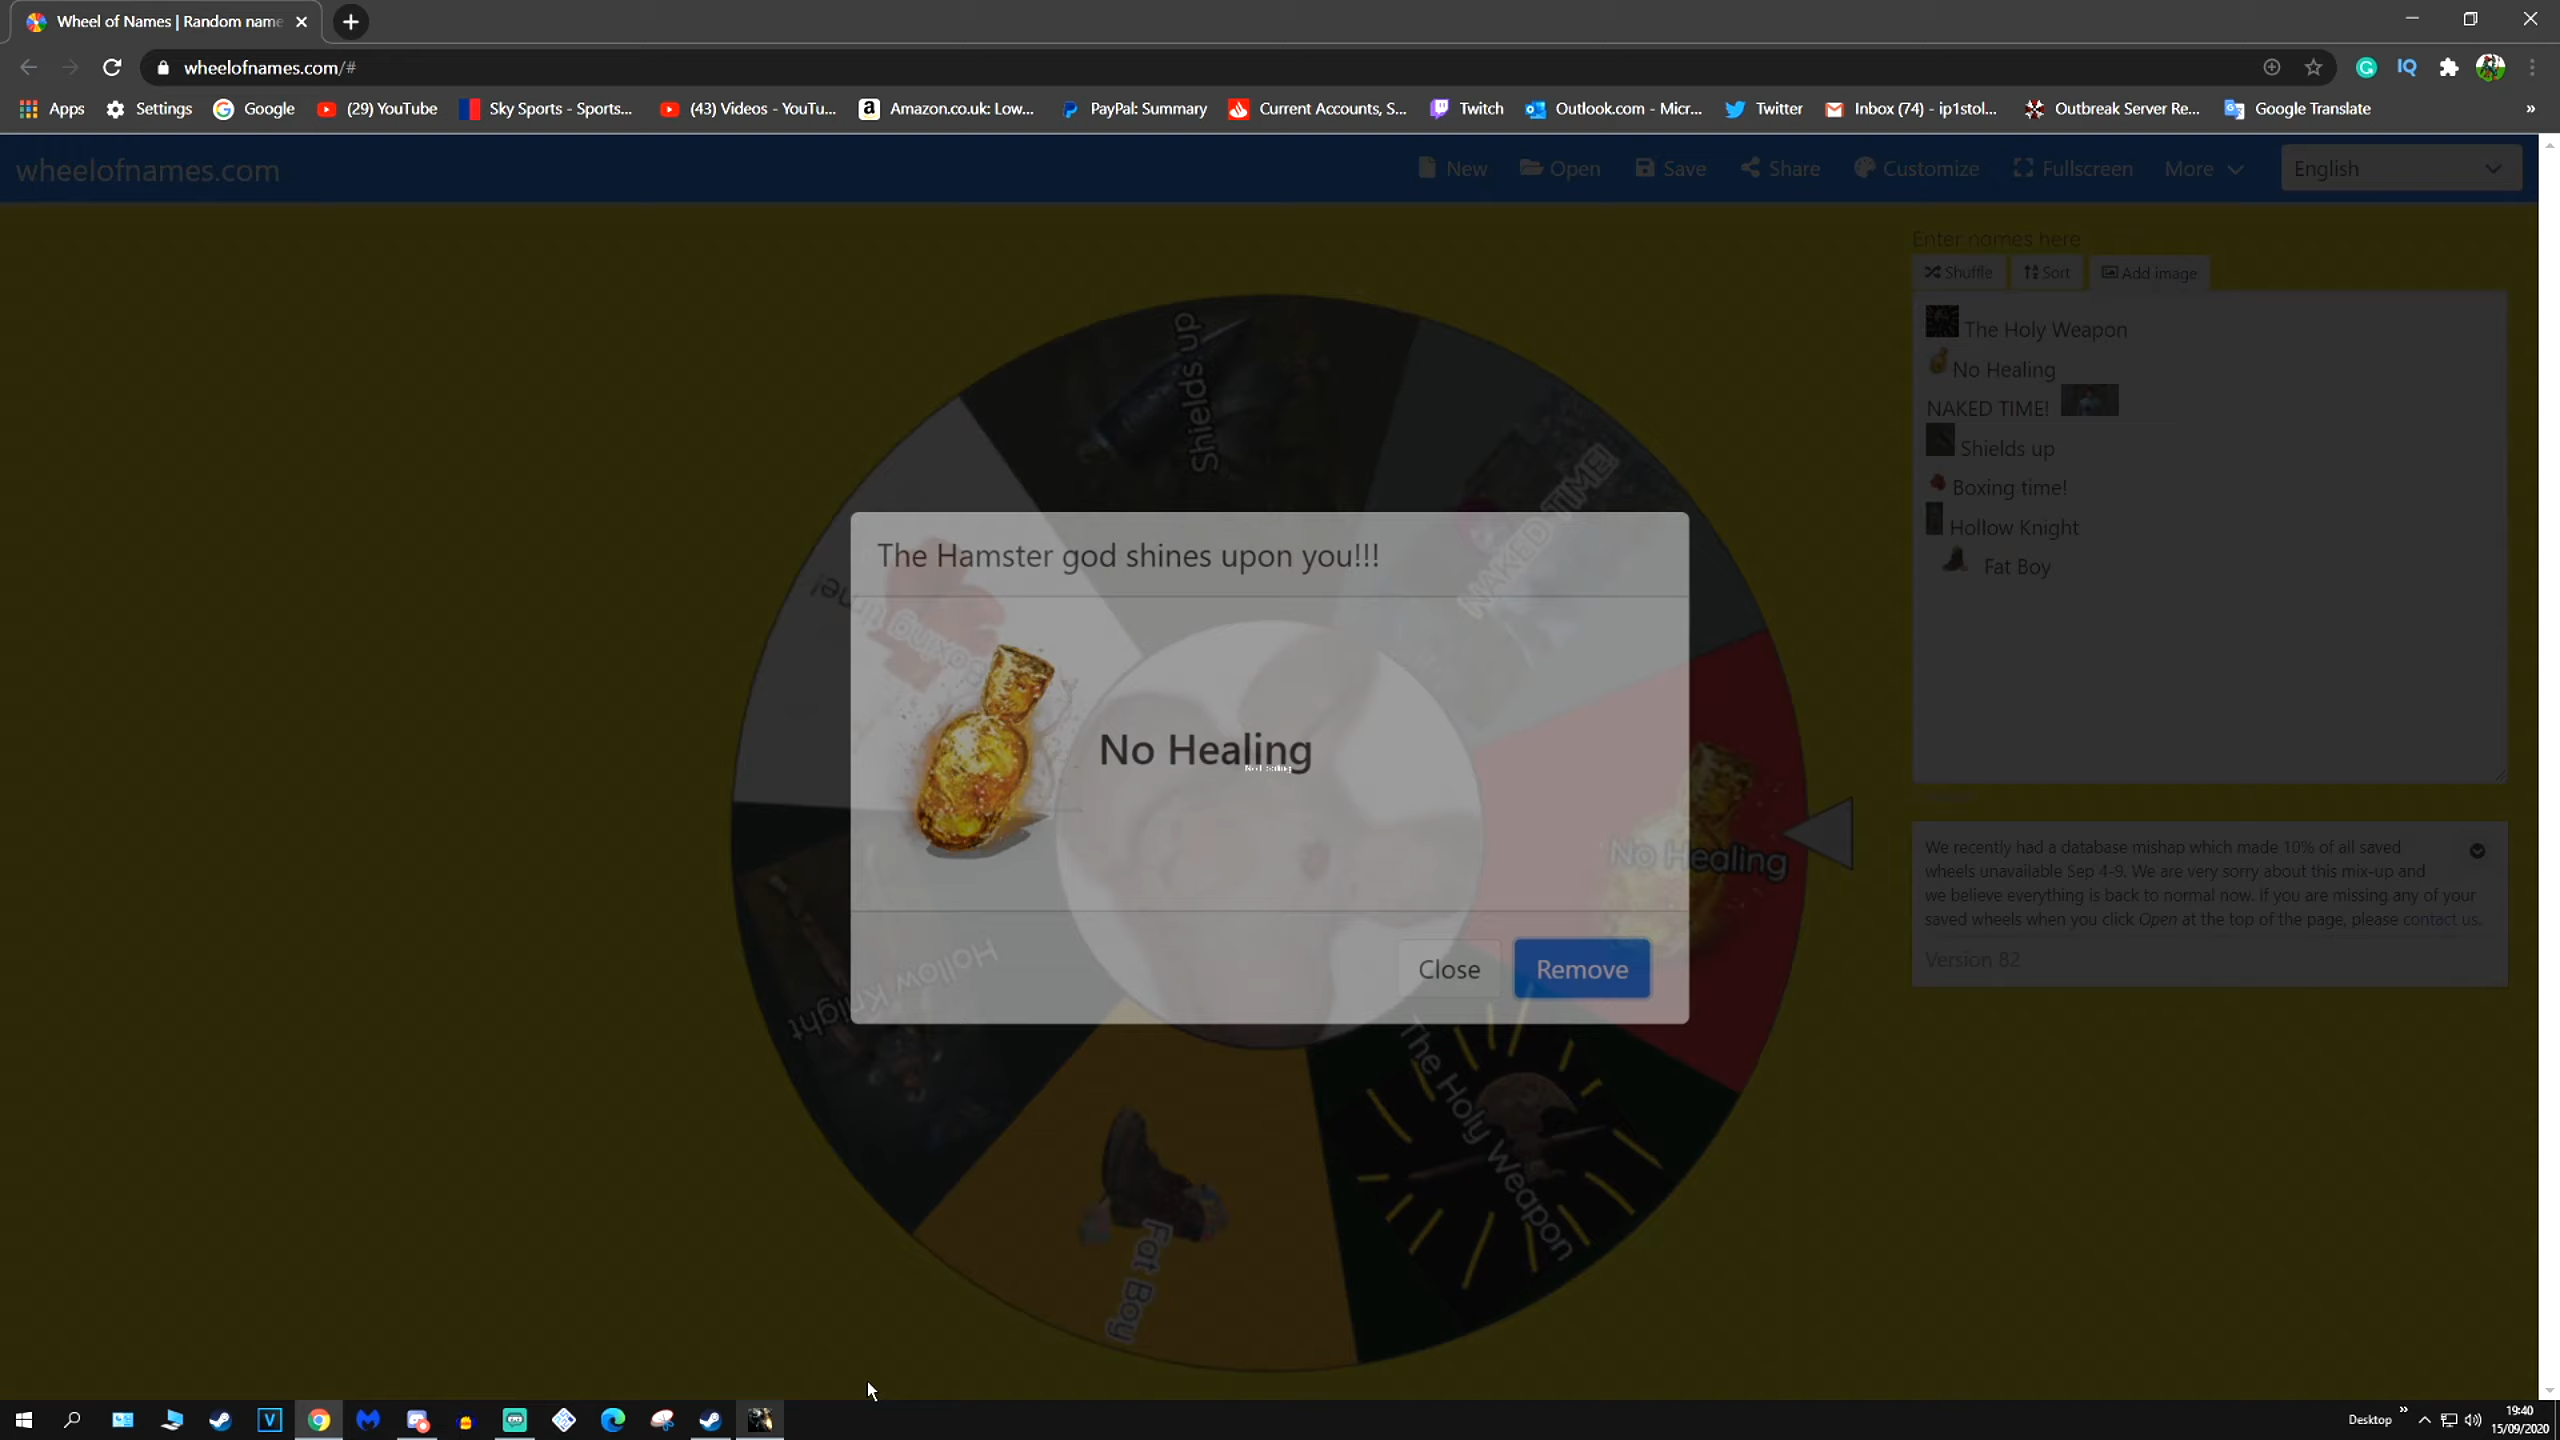 Wheel of Names | Random name
wheelofnames.com/#
Apps Settings Google (29) YouTube Sky Sports - Sports... (43) Videos - YouTu... Amazon.co.uk: Low... PayPal: Summary Current Accounts, S... Twitch Outlook.com - Micr... Twitter Inbox (74) - ip1stol... Outbreak Server Re... Google Translate »
wheelofnames.com New Open Save Share Customize Fullscreen More English
Enter names here
Shuffle Sort Add image
The Holy Weapon
No Healing
NAKED TIME!
Shields up
Boxing time!
Hollow Knight
Fat Boy
Shields up
NAKED TIME!
No Healing
The Holy Weapon
Fat Boy
Hollow Knight
Boxing time!
The Hamster god shines upon you!!!
No Healing
Close Remove
We recently had a database mishap which made 10% of all saved
wheels unavailable Sep 4-9. We are very sorry about this mix-up and
we believe everything is back to normal now. If you are missing any of your
saved wheels when you click Open at the top of the page, please contact us.
Version 82
Desktop » 19:40
15/09/2020